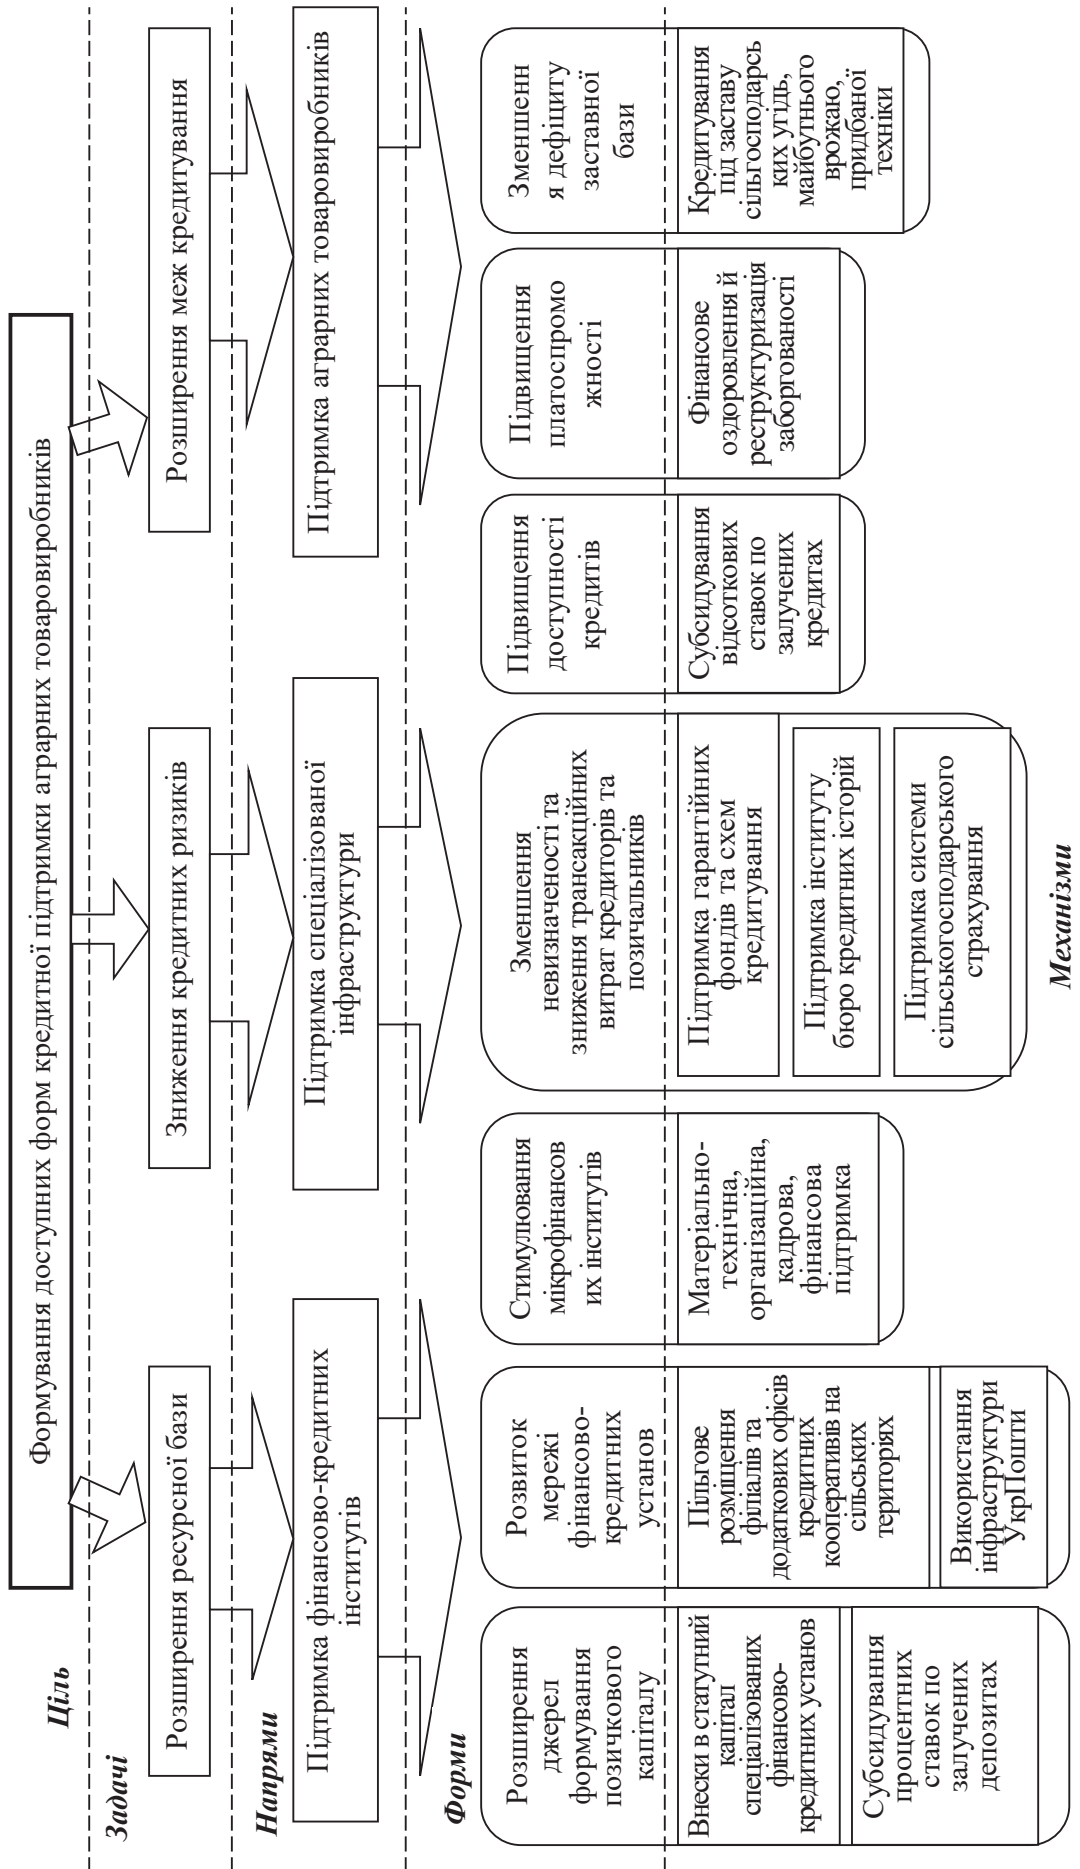 Ціль
Формування доступних форм кредитної підтримки аграрних товаровиробників
Задачі
Розширення ресурсної бази
Зниження кредитних ризиків
Розширення меж кредитування
Напрями
Підтримка фінансово-кредитних
інститутів
Підтримка спеціалізованої
інфраструктури
Підтримка аграрних товаровиробників
Форми
Розширення
джерел
формування
позичкового
капіталу
Розвиток
мережі
фінансово-
кредитних
установ
Стимулювання
мікрофінансов
их інститутів
Зменшення
невизначеності та
зниження трансакційних
витрат кредиторів та
позичальників
Підвищення
доступності
кредитів
Підвищення
платоспромо
жності
Зменшенн
я дефіциту
заставної
бази
Внески в статутний
капітал
спеціалізованих
фінансово-
кредитних установ
Субсидування
процентних
ставок по
залучених
депозитах
Пільгове
розміщення
філіалів та
додаткових офісів
кредитних
кооперативів на
сільських
територіях
Використання
інфраструктури
УкрПошти
Матеріально-
технічна,
організаційна,
кадрова,
фінансова
підтримка
Підтримка гарантійних
фондів та схем
кредитування
Підтримка інституту
бюро кредитних історій
Підтримка системи
сільського­сподарського
страхування
Субсидування
відсоткових
ставок по
залучених
кредитах
Фінансове
оздоровлення й
реструктуризація
заборгованості
Кредитування
під заставу
сільгоспод­арсь
ких угідь,
майбутнього
врожаю,
придбаної
техніки
Механізми